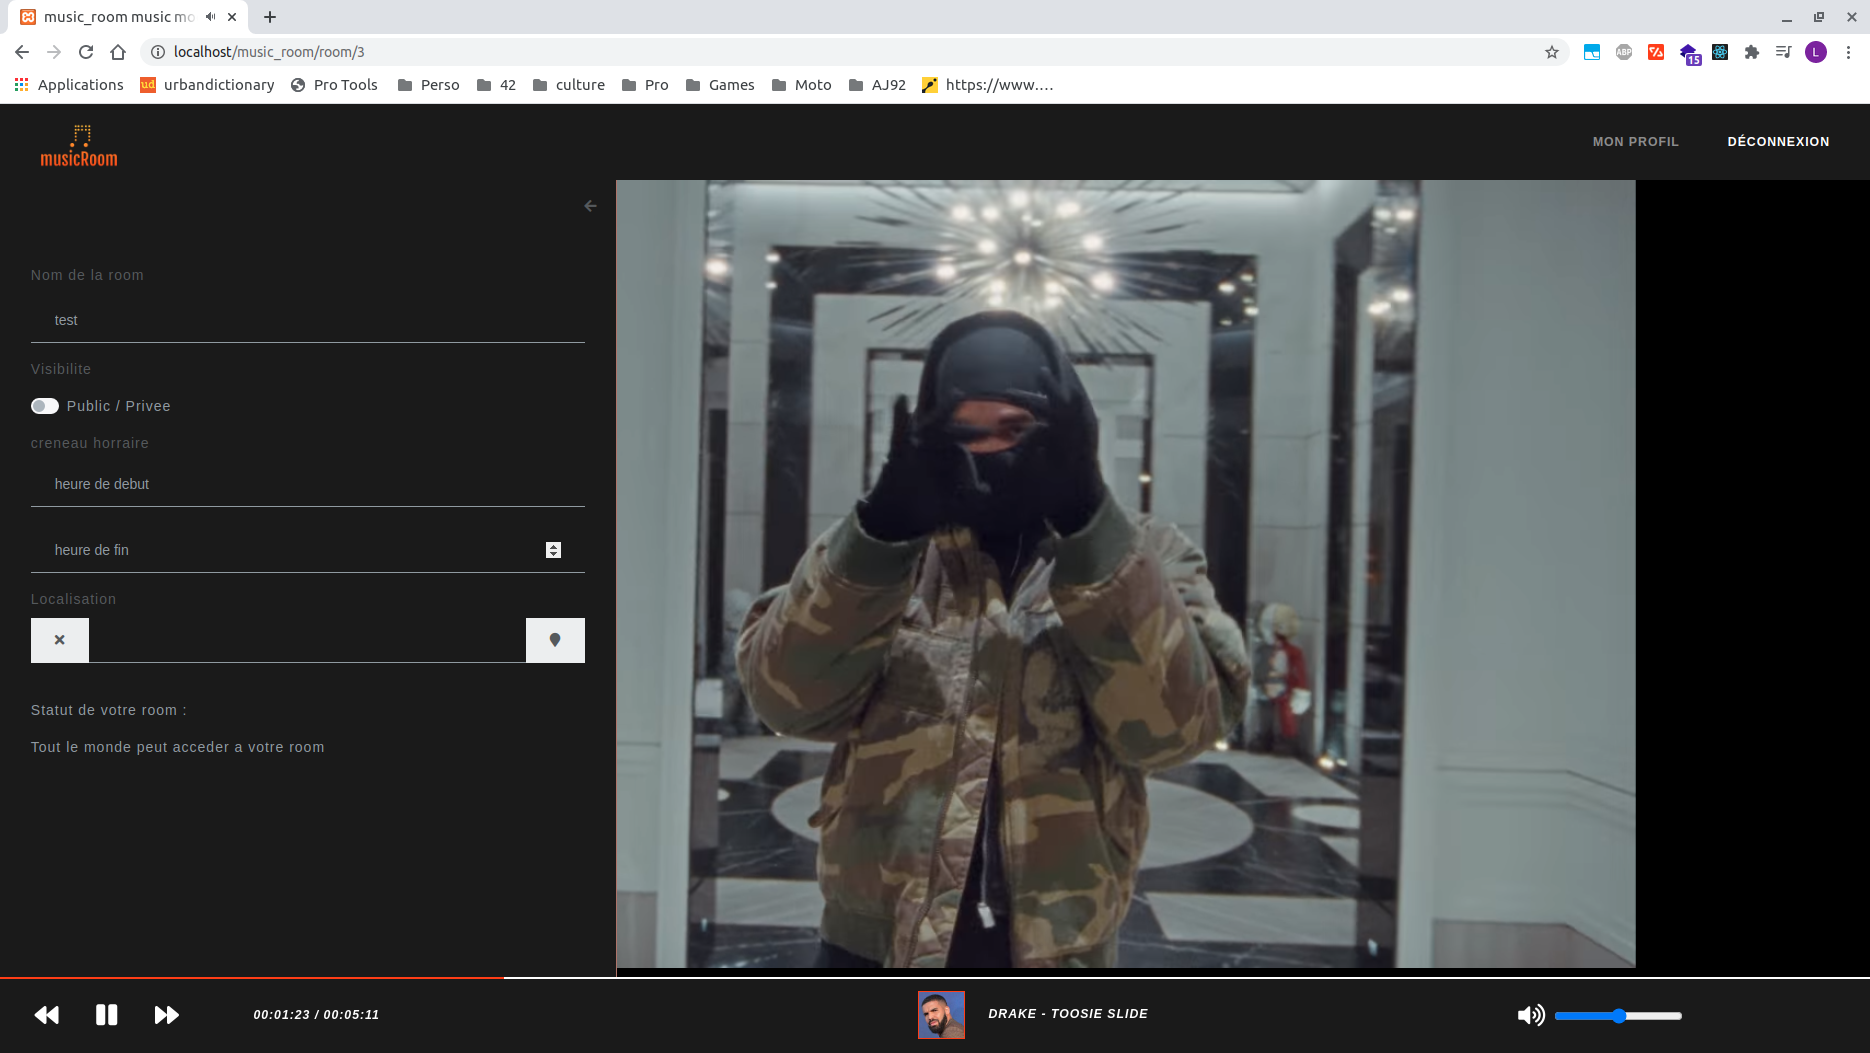 music_room music mo
localhost/music_room/room/3
ABP
15
L
Applications
ud urbandictionary
Pro Tools
Perso
42
culture
Pro
Games
Moto
AJ92
https://www....
musicRoom
MON PROFIL
DÉCONNEXION
Nom de la room
test
Visibilite
Public / Privee
creneau horraire
heure de debut
heure de fin
Localisation
Statut de votre room :
Tout le monde peut acceder a votre room
00:01:23 / 00:05:11
DRAKE - TOOSIE SLIDE